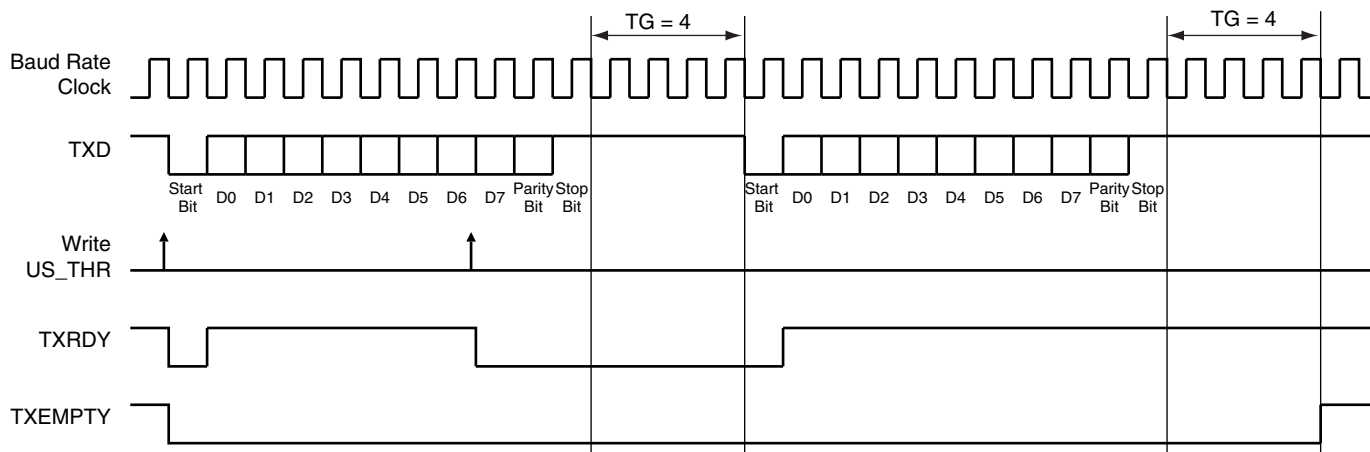 TG = 4
TG = 4
Baud Rate
Clock
TXD
Start
Bit
D0
D1
D2
D3
D4
D5
D6
D7
Parity
Bit
Stop
Bit
Start
Bit
D0
D1
D2
D3
D4
D5
D6
D7
Parity
Bit
Stop
Bit
Write
US_THR
TXRDY
TXEMPTY